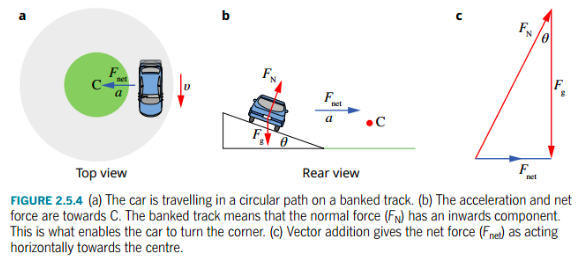 a
b
c
C
F net
a
v
F N
F g
θ
F net
a
C
F N
θ
F g
F net
Top view
Rear view
FIGURE 2.5.4 (a) The car is travelling in a circular path on a banked track. (b) The acceleration and net
force are towards C. The banked track means that the normal force (FN) has an inwards component.
This is what enables the car to turn the corner. (c) Vector addition gives the net force (Fnet) as acting
horizontally towards the centre.